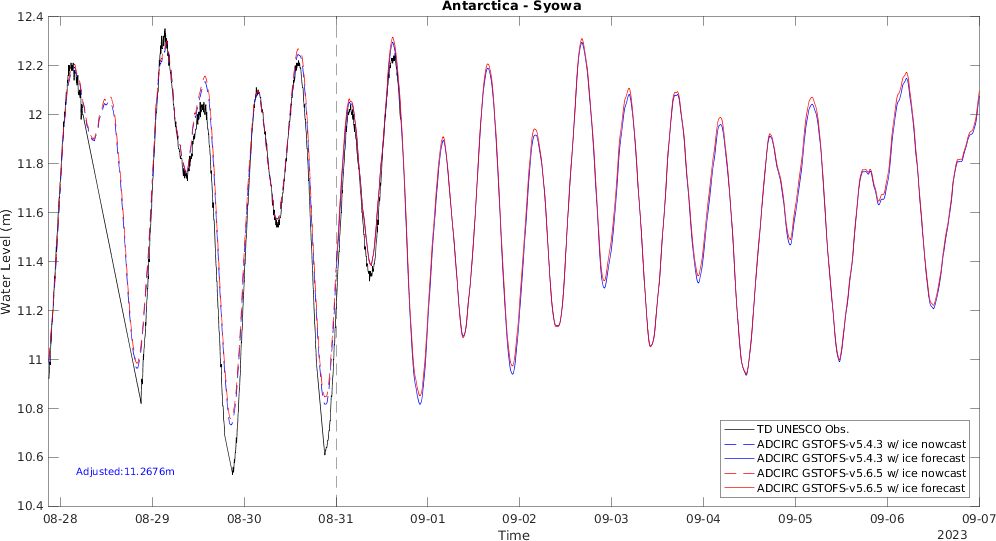 Antarctica - Syowa
Water Level (m)
12.4
12.2
12
11.8
11.6
11.4
11.2
11
10.8
10.6
10.4
Adjusted:11.2676m
TD UNESCO Obs.
ADCIRC GSTOFS-v5.4.3 w/ ice nowcast
ADCIRC GSTOFS-v5.4.3 w/ ice forecast
ADCIRC GSTOFS-v5.6.5 w/ ice nowcast
ADCIRC GSTOFS-v5.6.5 w/ ice forecast
08-28 08-29 08-30 08-31 09-01 09-02 09-03 09-04 09-05 09-06 09-07
Time
2023